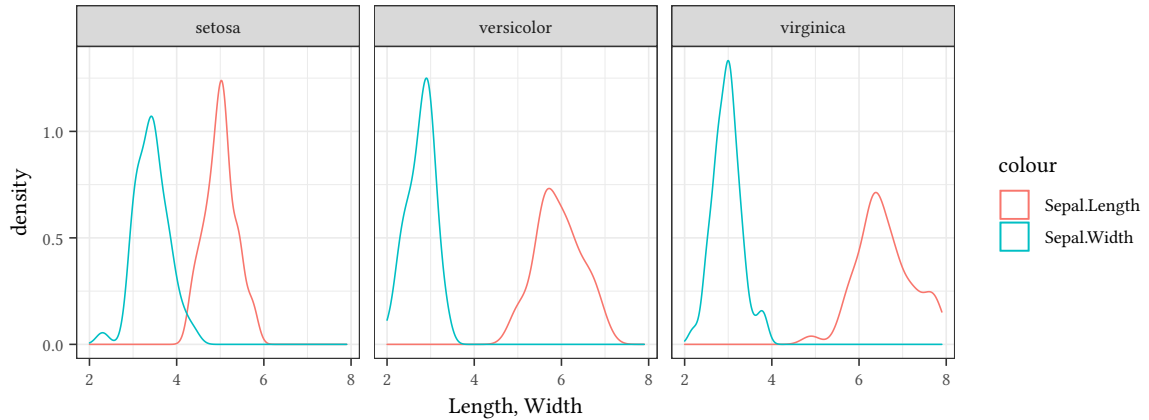 setosa
versicolor
virginica
density
1.0
0.5
0.0
2 4 6 8
2 4 6 8
2 4 6 8
Length, Width
colour
Sepal.Length
Sepal.Width